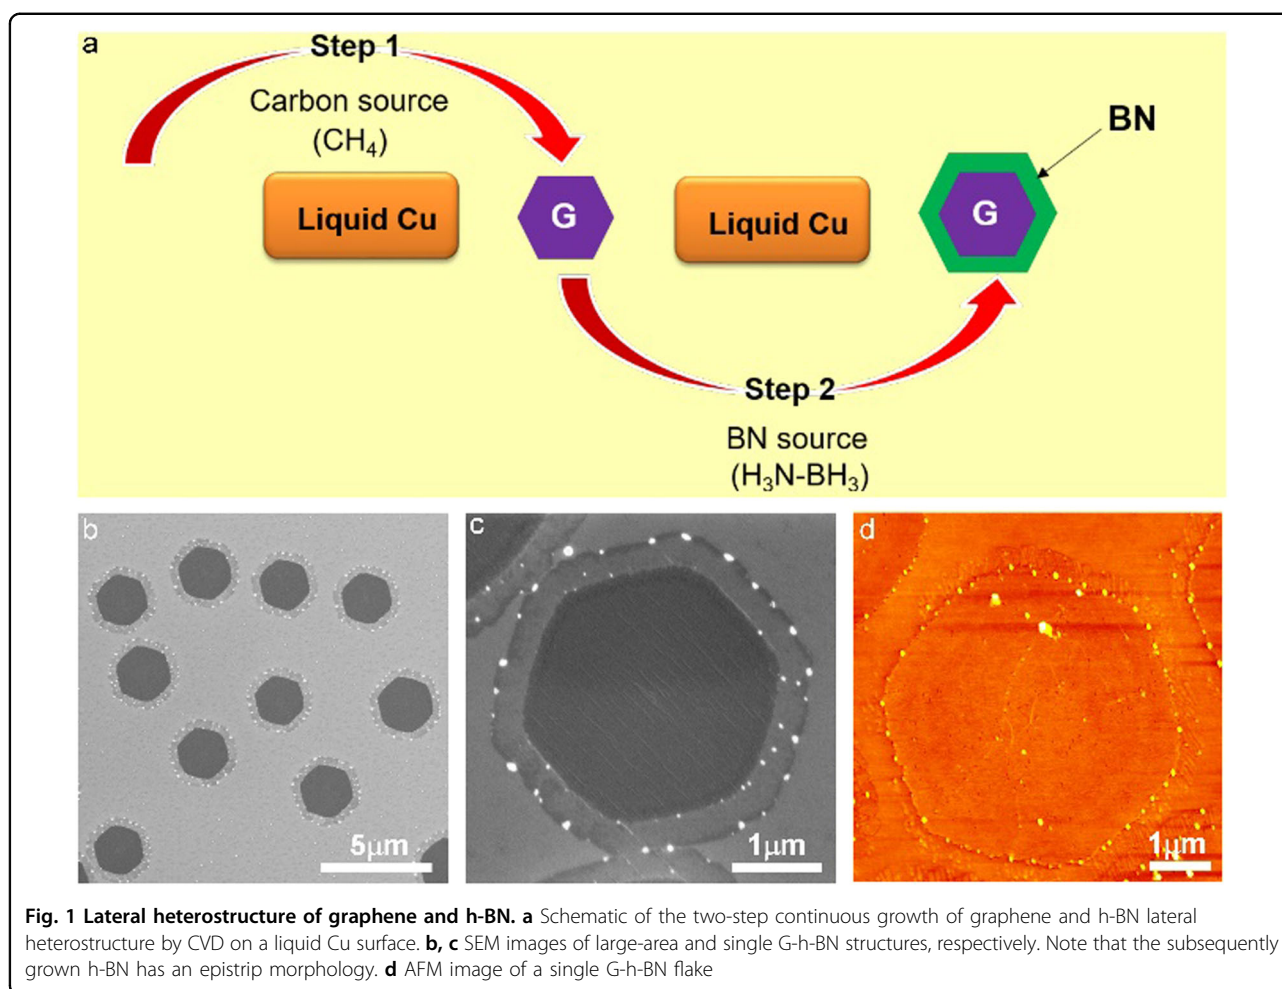 a
Step 1
Carbon source
(CH₄)
BN
Liquid Cu
G
Liquid Cu
G
Step 2
BN source
(H₃N-BH₃)
b
5μm
c
1μm
d
1μm
Fig. 1 Lateral heterostructure of graphene and h-BN. a Schematic of the two-step continuous growth of graphene and h-BN lateral
heterostructure by CVD on a liquid Cu surface. b, c SEM images of large-area and single G-h-BN structures, respectively. Note that the subsequently
grown h-BN has an epistrip morphology. d AFM image of a single G-h-BN flake